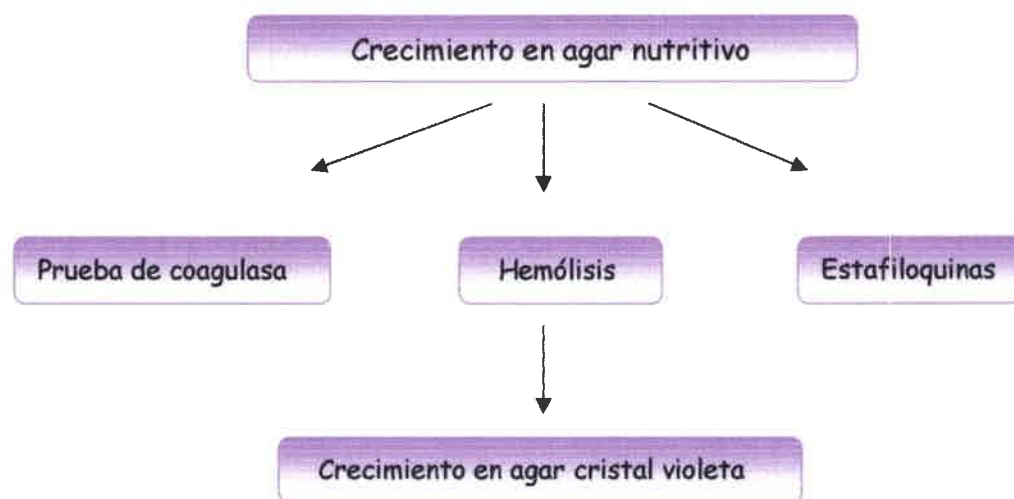 Crecimiento en agar nutritivo
Prueba de coagulasa
Hemólisis
Estafiloquinas
Crecimiento en agar cristal violeta